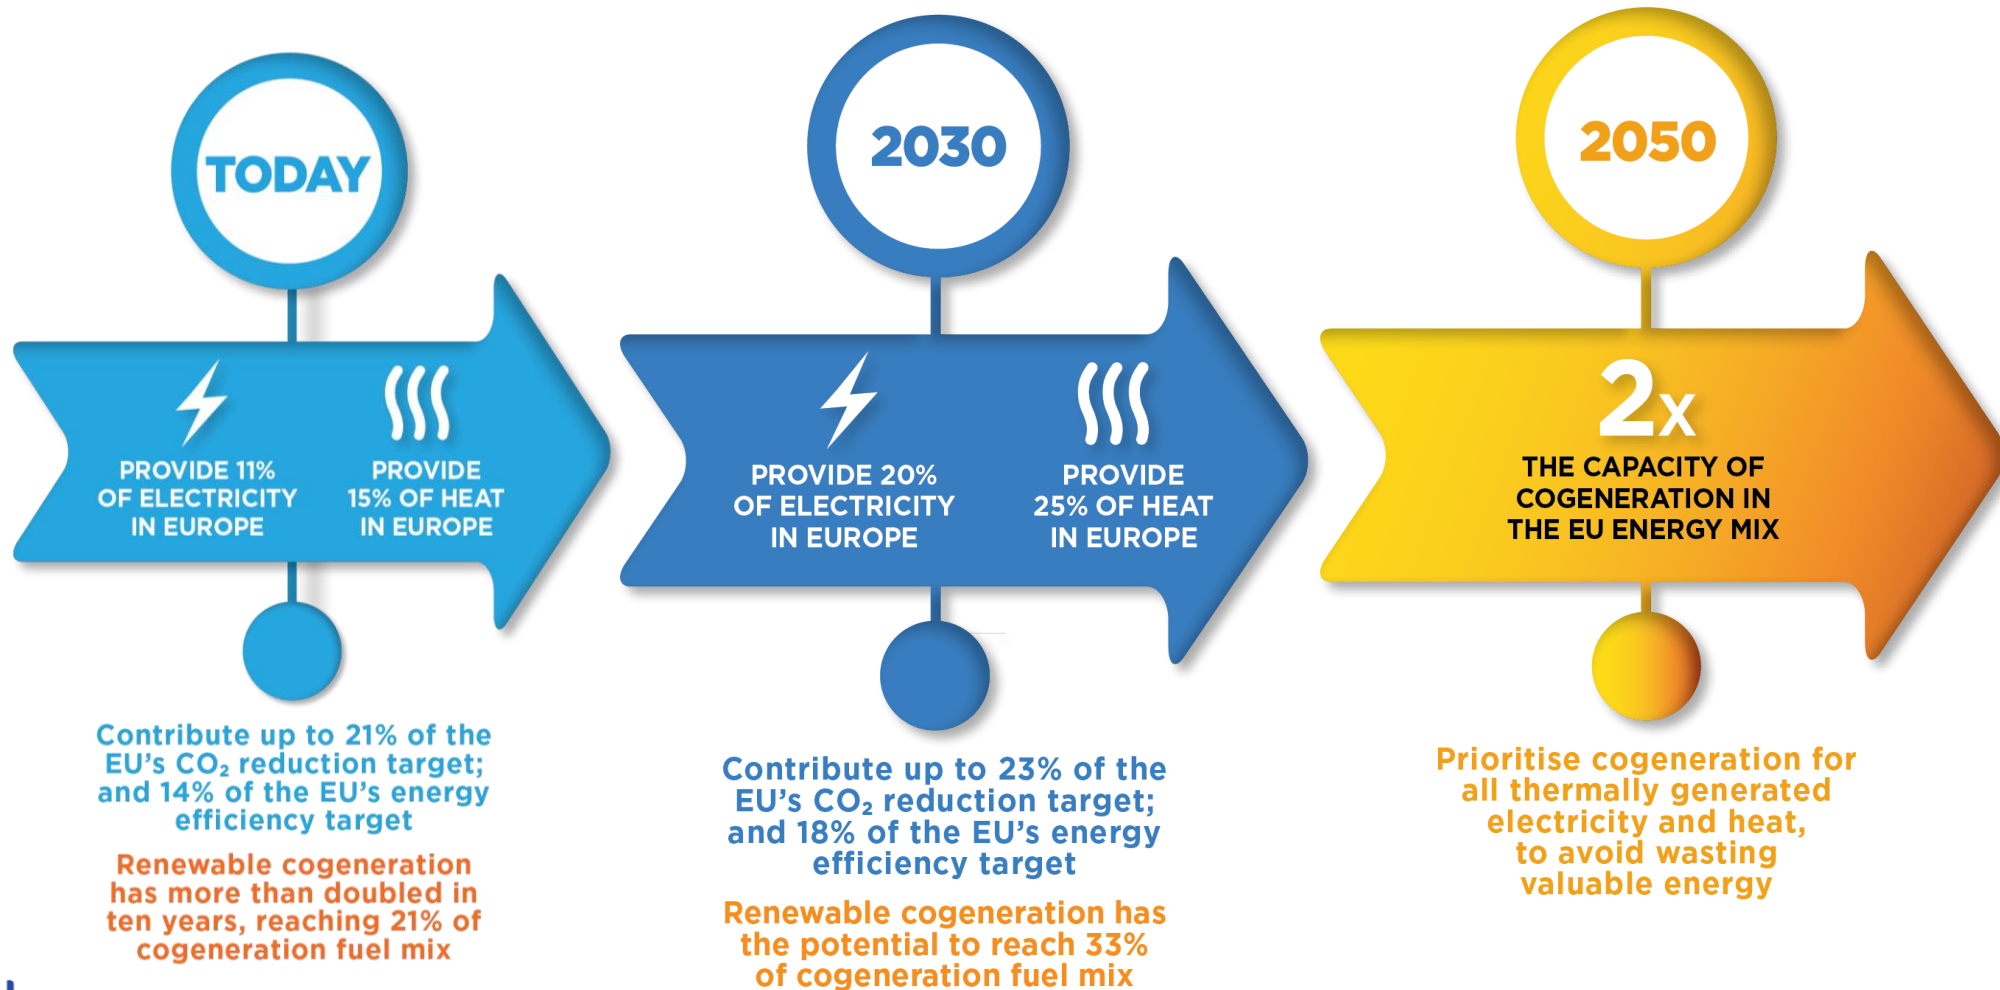 TODAY
PROVIDE 11%
OF ELECTRICITY
IN EUROPE
PROVIDE
15% OF HEAT
IN EUROPE
Contribute up to 21% of the
EU's CO₂ reduction target;
and 14% of the EU's energy
efficiency target
Renewable cogeneration
has more than doubled in
ten years, reaching 21% of
cogeneration fuel mix
2030
PROVIDE 20%
OF ELECTRICITY
IN EUROPE
PROVIDE
25% OF HEAT
IN EUROPE
Contribute up to 23% of the
EU's CO₂ reduction target;
and 18% of the EU's energy
efficiency target
Renewable cogeneration has
the potential to reach 33%
of cogeneration fuel mix
2050
2x
THE CAPACITY OF
COGENERATION IN
THE EU ENERGY MIX
Prioritise cogeneration for
all thermally generated
electricity and heat,
to avoid wasting
valuable energy